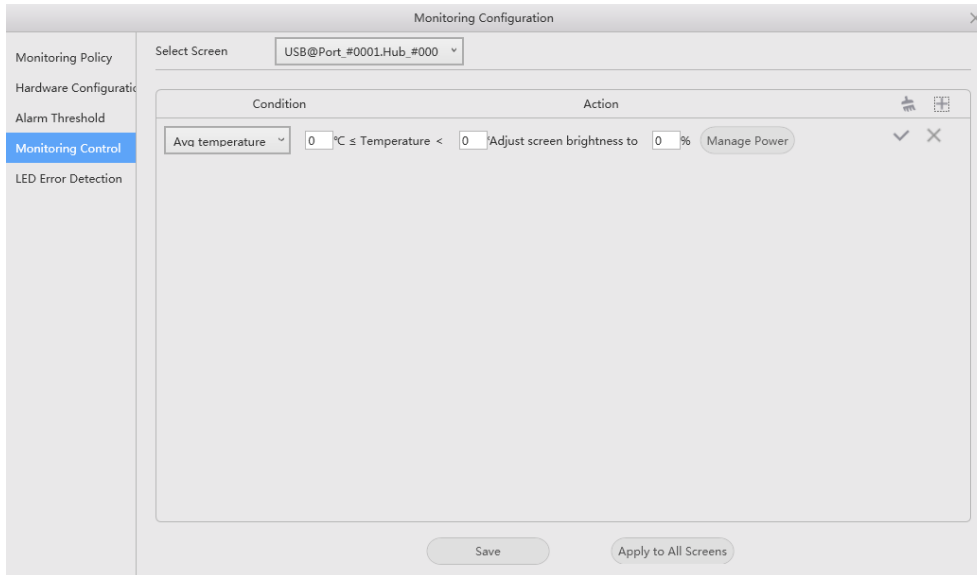 Monitoring Configuration
Select Screen USB@Port_#0001.Hub_#000
Monitoring Policy
Hardware Configuratic
Alarm Threshold
Monitoring Control
LED Error Detection
Condition Action
Avg temperature 0 ℃ ≤ Temperature < 0 Adjust screen brightness to 0 % Manage Power
Save Apply to All Screens